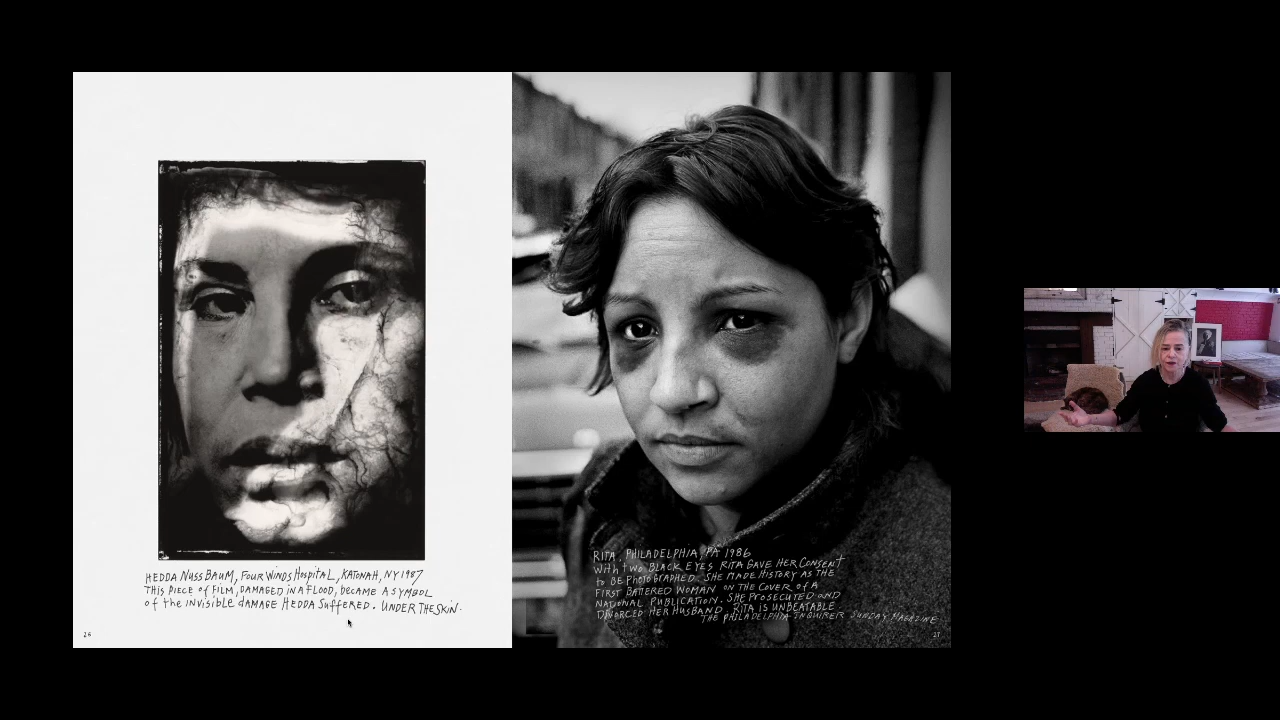 HEDDA NUSSBAUM, FOUR WINDS HOSPITAL, KATONAH, NY 1987
THIS PIECE OF FILM, DAMAGED IN A FLOOD, BECAME A SYMBOL
of the INVISIBLE DAMAGE HEDDA SUFFERED. UNDER THE SKIN.
26
RITA, PHILADELPHIA, PA 1986
WITH TWO BLACK EYES RITA GAVE HER CONSENT
to BE PHOTOGRAPHED. SHE MADE HISTORY AS THE
FIRST BATTERED WOMAN ON THE COVER OF A
NATIONAL PUBLICATION. SHE PROSECUTED AND
DIVORCED HER HUSBAND. RITA IS UNBEATABLE
THE PHILADELPHIA INQUIRER SUNDAY MAGAZINE
27